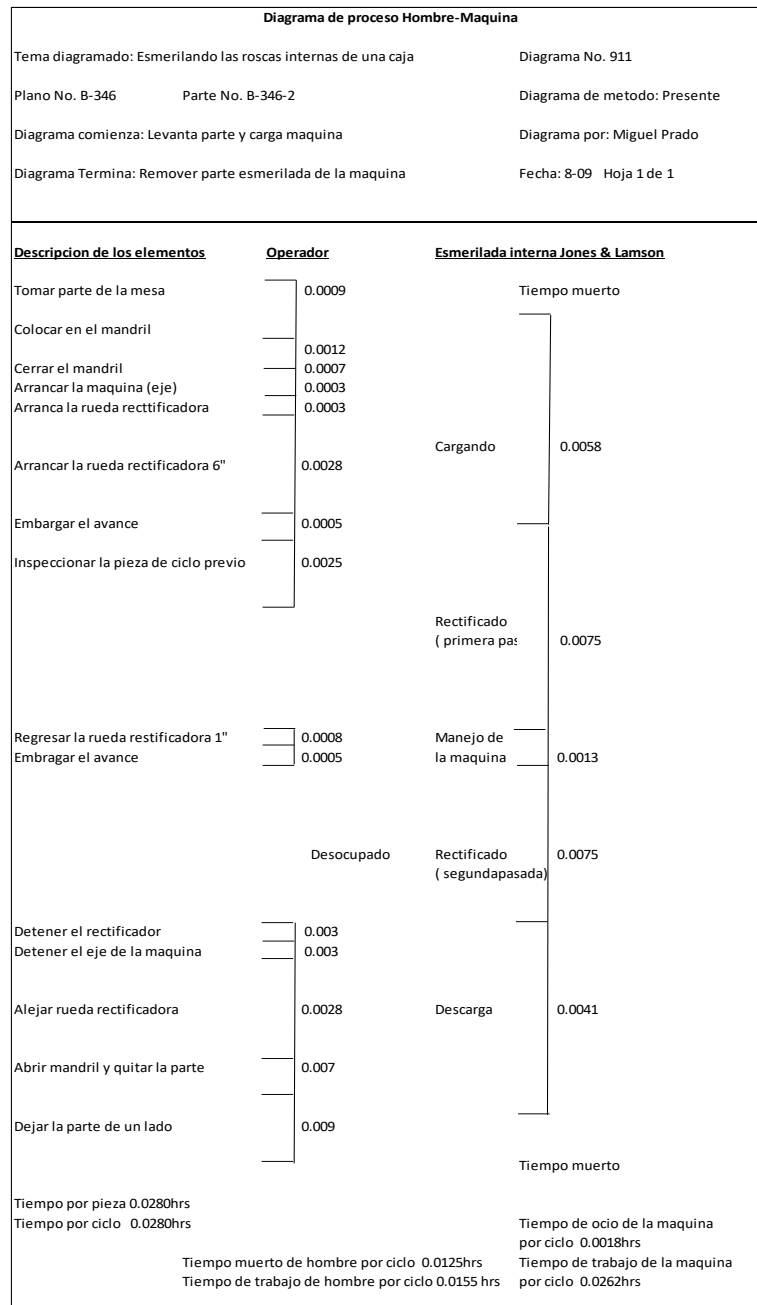 Diagrama de proceso Hombre-Maquina
Tema diagramado: Esmerilando las roscas internas de una caja Diagrama No. 911
Plano No. B-346 Parte No. B-346-2 Diagrama de metodo: Presente
Diagrama comienza: Levanta parte y carga maquina Diagrama por: Miguel Prado
Diagrama Termina: Remover parte esmerilada de la maquina Fecha: 8-09 Hoja 1 de 1
Descripcion de los elementos Operador Esmerilada interna Jones & Lamson
Tomar parte de la mesa 0.0009 Tiempo muerto
Colocar en el mandril
0.0012
Cerrar el mandril 0.0007
Arrancar la maquina (eje) 0.0003
Arranca la rueda recttificadora 0.0003
Cargando 0.0058
Arrancar la rueda rectificadora 6" 0.0028
Embargar el avance 0.0005
Inspeccionar la pieza de ciclo previo 0.0025
Rectificado
( primera pas 0.0075
Regresar la rueda restificadora 1" 0.0008 Manejo de
Embragar el avance 0.0005 la maquina 0.0013
Desocupado Rectificado 0.0075
( segundapasada)
Detener el rectificador 0.003
Detener el eje de la maquina 0.003
Alejar rueda rectificadora 0.0028 Descarga 0.0041
Abrir mandril y quitar la parte 0.007
Dejar la parte de un lado 0.009
Tiempo muerto
Tiempo por pieza 0.0280hrs
Tiempo por ciclo 0.0280hrs Tiempo de ocio de la maquina
por ciclo 0.0018hrs
Tiempo muerto de hombre por ciclo 0.0125hrs Tiempo de trabajo de la maquina
Tiempo de trabajo de hombre por ciclo 0.0155 hrs por ciclo 0.0262hrs